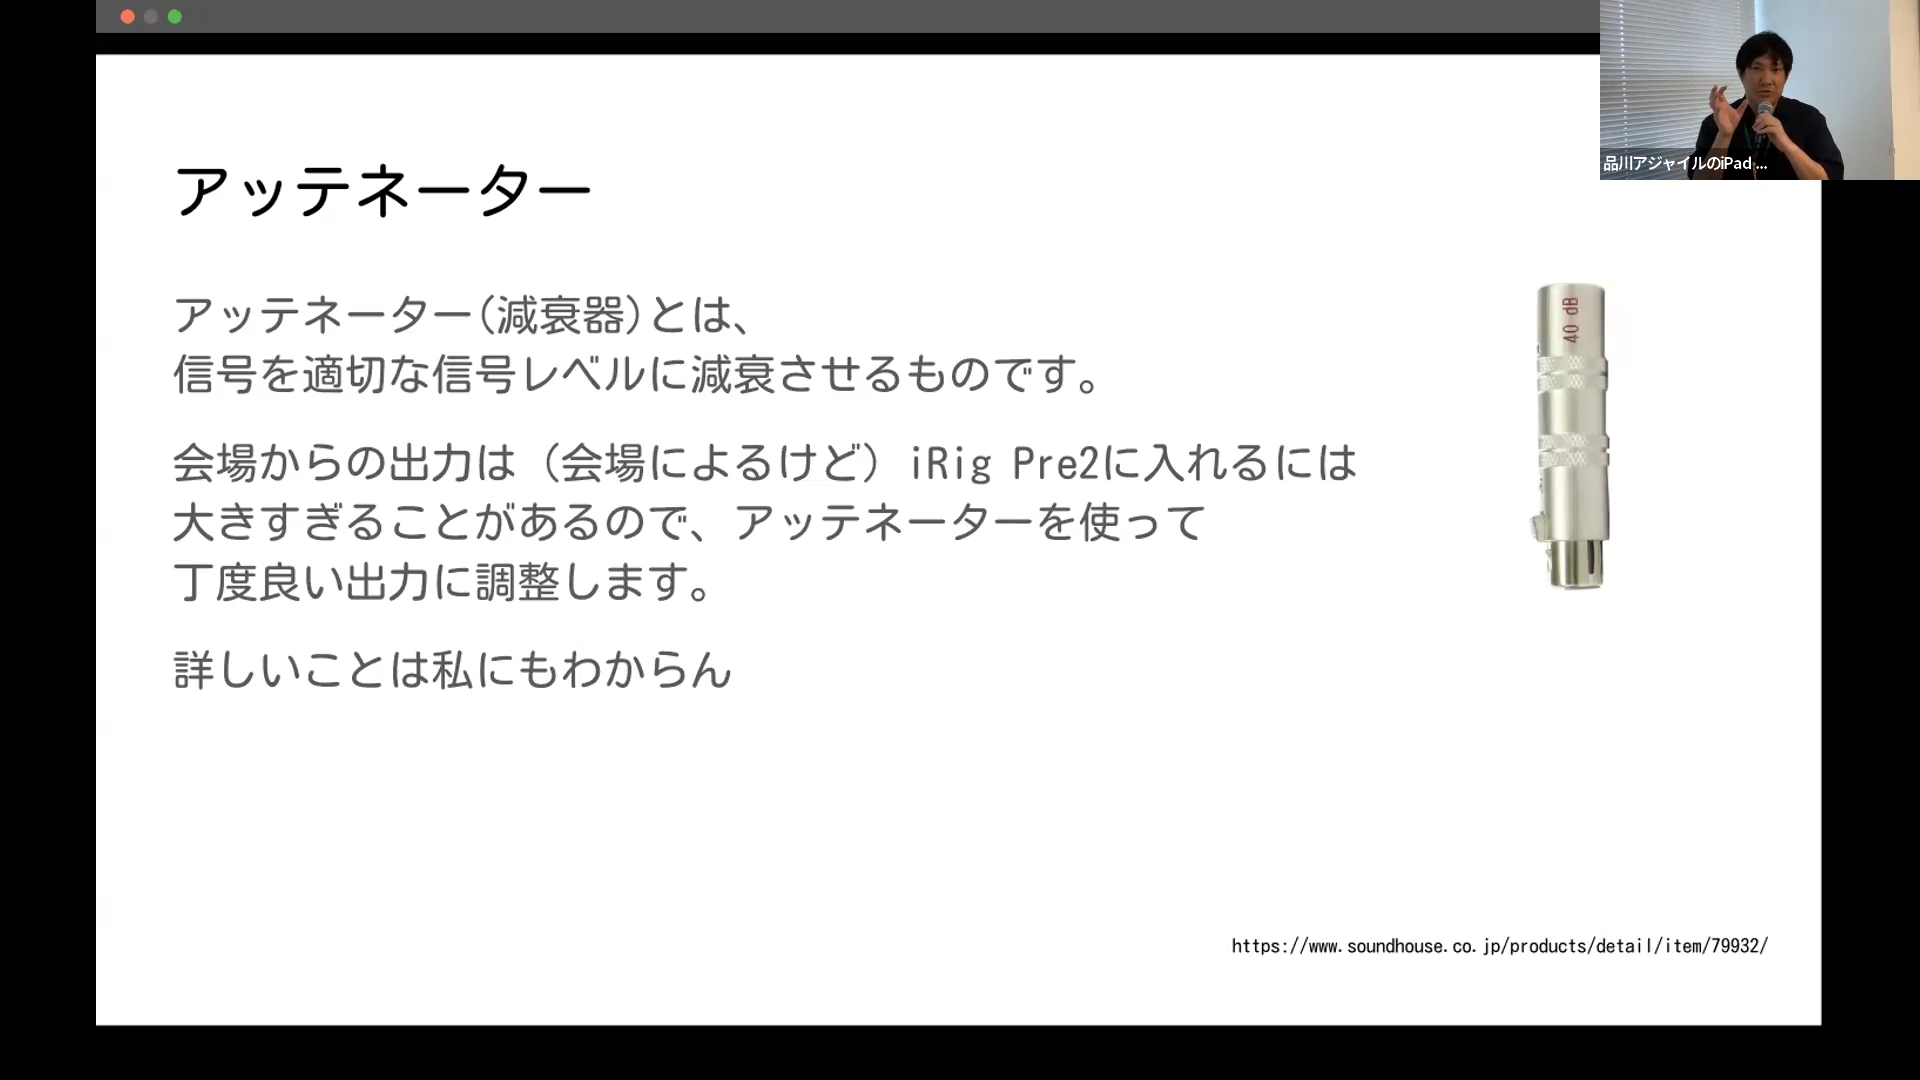 品川アジャイルのiPad ...
アッテネーター
アッテネーター(減衰器)とは、
信号を適切な信号レベルに減衰させるものです。
会場からの出力は（会場によるけど）iRig Pre2に入れるには
大きすぎることがあるので、アッテネーターを使って
丁度良い出力に調整します。
詳しいことは私にもわからん
40 dB
https://www.soundhouse.co.jp/products/detail/item/79932/